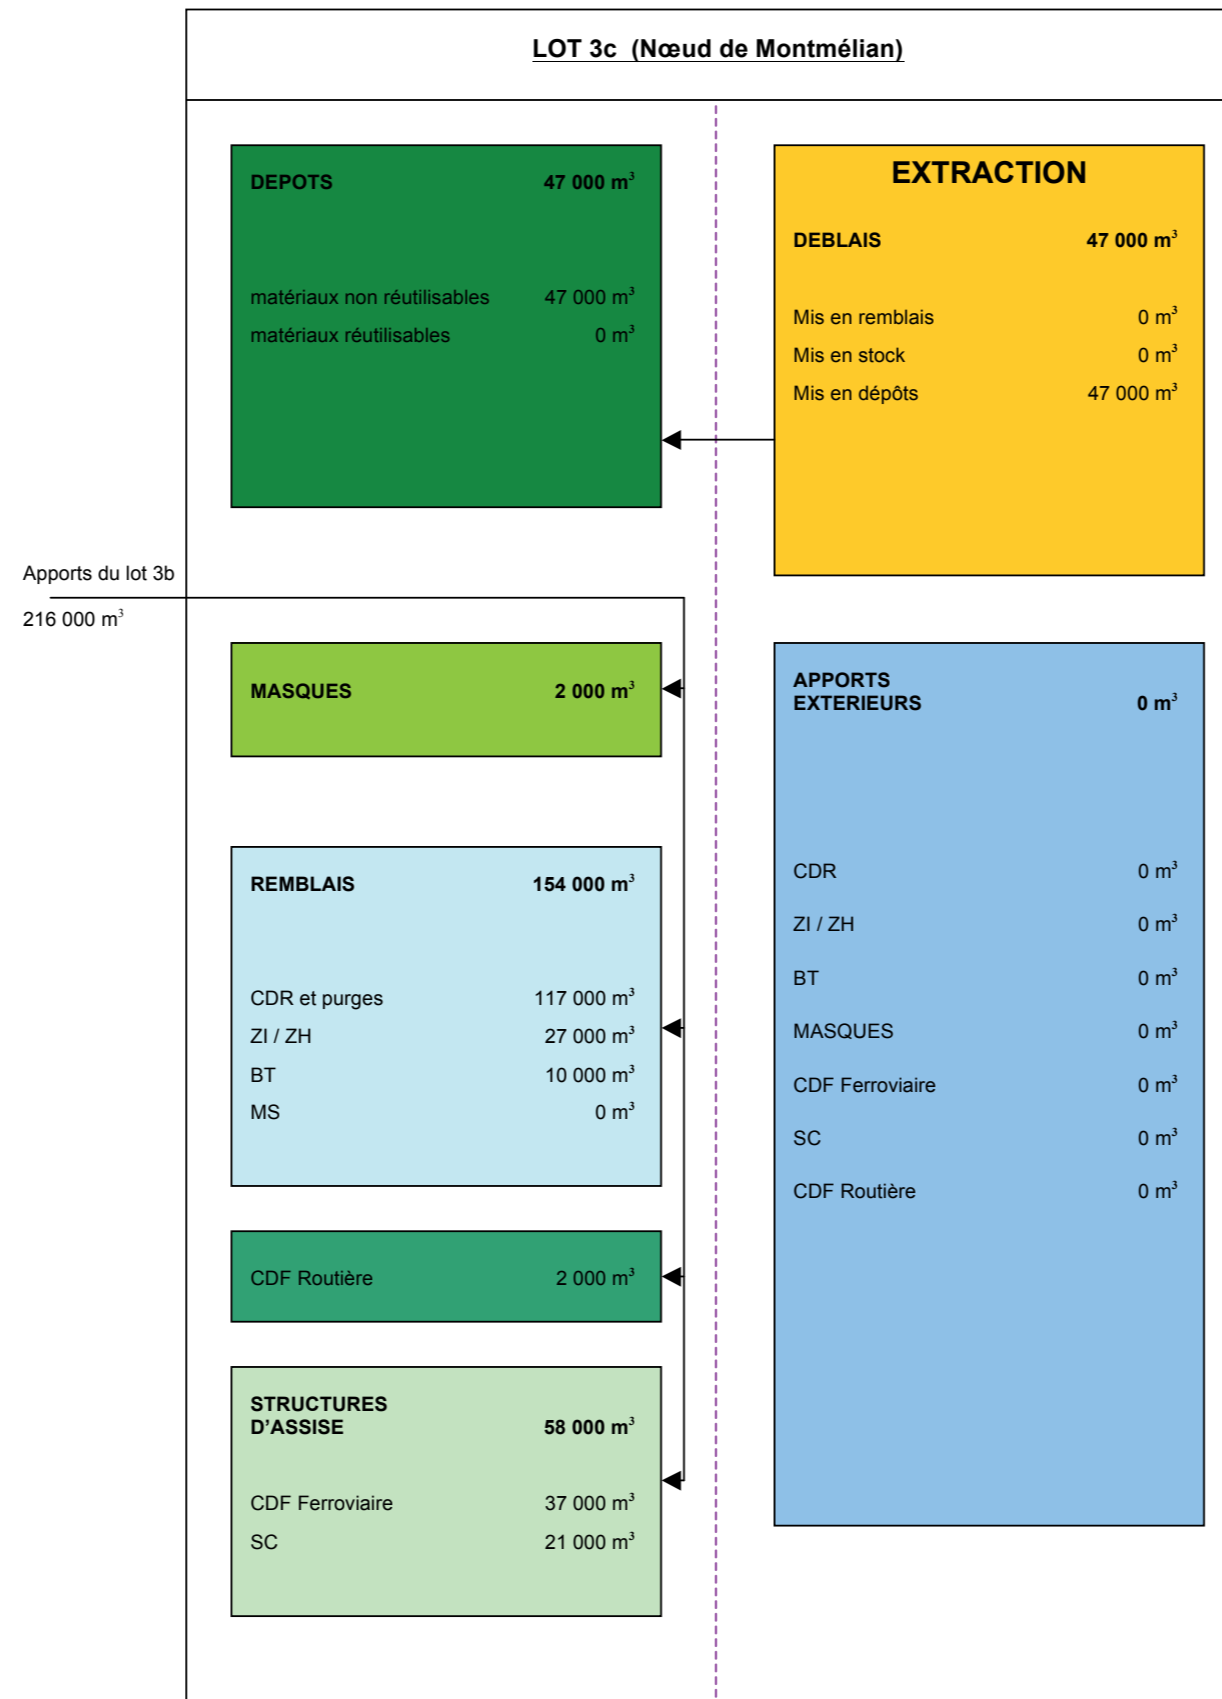 LOT 3c (Nœud de Montmélian)
DEPOTS 47 000 m³
matériaux non réutilisables 47 000 m³
matériaux réutilisables 0 m³
EXTRACTION
DEBLAIS 47 000 m³
Mis en remblais 0 m³
Mis en stock 0 m³
Mis en dépôts 47 000 m³
Apports du lot 3b
216 000 m³
MASQUES 2 000 m³
REMBLAIS 154 000 m³
CDR et purges 117 000 m³
ZI / ZH 27 000 m³
BT 10 000 m³
MS 0 m³
CDF Routière 2 000 m³
STRUCTURES
D’ASSISE 58 000 m³
CDF Ferroviaire 37 000 m³
SC 21 000 m³
APPORTS
EXTERIEURS 0 m³
CDR 0 m³
ZI / ZH 0 m³
BT 0 m³
MASQUES 0 m³
CDF Ferroviaire 0 m³
SC 0 m³
CDF Routière 0 m³